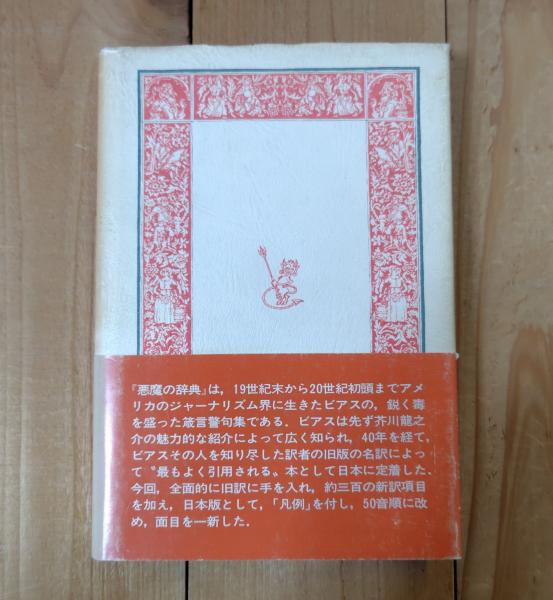 『悪魔の辞典』は，19世紀末から20世紀初頭までアメ
リカのジャーナリズム界に生きたビアスの，鋭く毒
を盛った箴言警句集である．ビアスは先ず芥川龍之
介の魅力的な紹介によって広く知られ，40年を経て，
ビアスその人を知り尽した訳者の旧版の名訳によっ
て〝最もよく引用される〟本として日本に定着した．
今回，全面的に旧訳に手を入れ，約三百の新訳項目
を加え，日本版として，「凡例」を付し，50音順に改
め，面目を一新した．